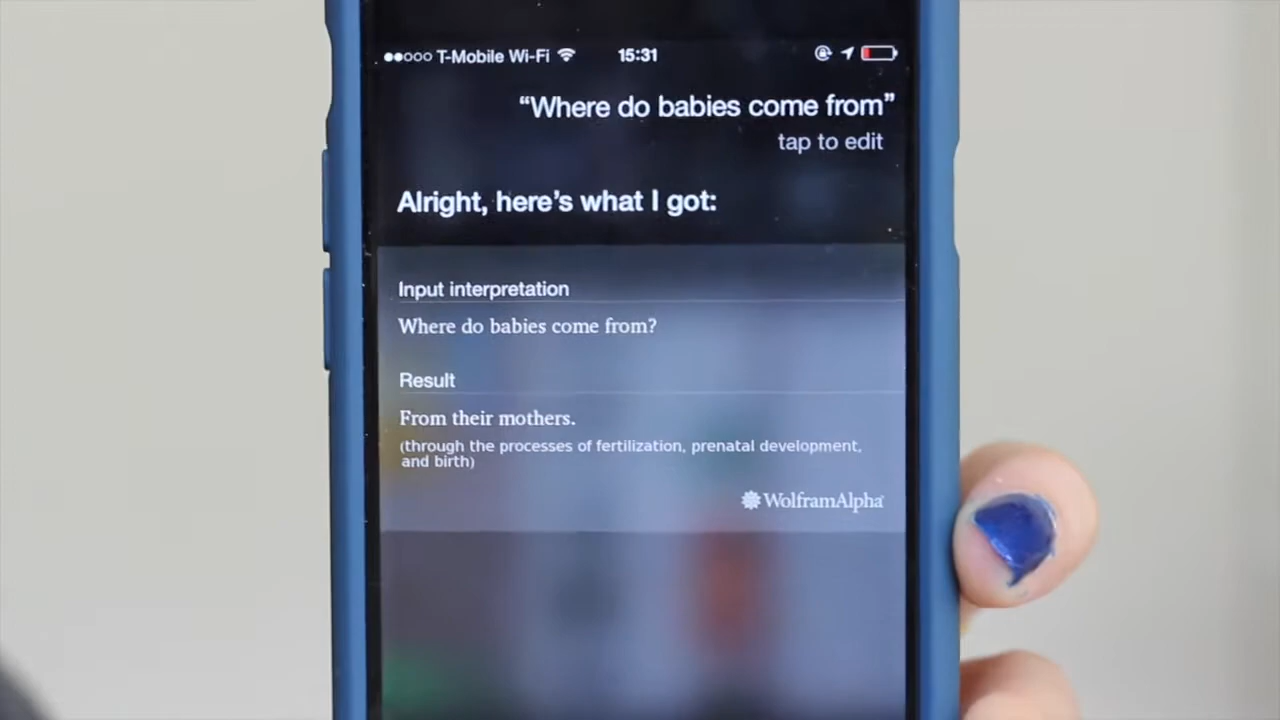 T-Mobile Wi-Fi 15:31
“Where do babies come from”
tap to edit
Alright, here’s what I got:
Input interpretation
Where do babies come from?
Result
From their mothers.
(through the processes of fertilization, prenatal development,
and birth)
WolframAlpha